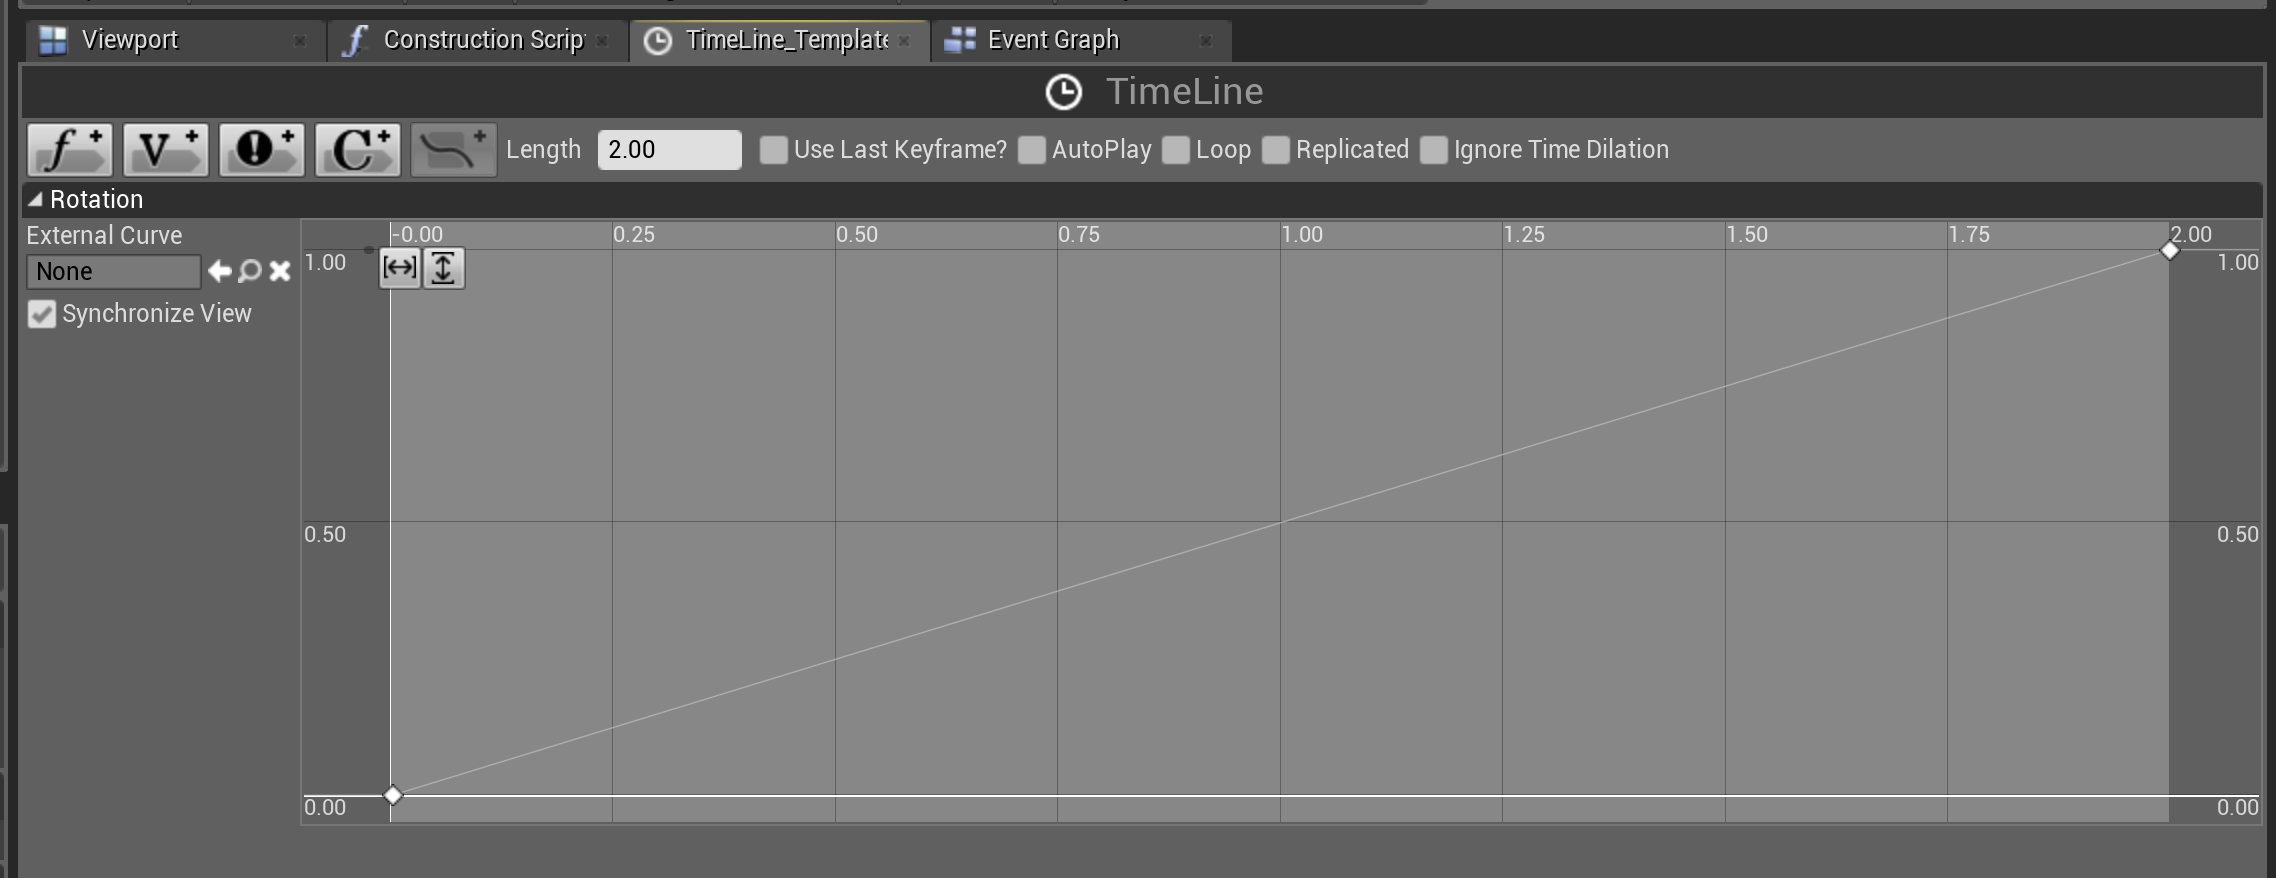 Viewport
Construction Scrip
TimeLine_Template
Event Graph
TimeLine
Length 2.00 Use Last Keyframe? AutoPlay Loop Replicated Ignore Time Dilation
Rotation
External Curve
None
Synchronize View
-0.00 0.25 0.50 0.75 1.00 1.25 1.50 1.75 2.00
1.00 1.00
0.50 0.50
0.00 0.00